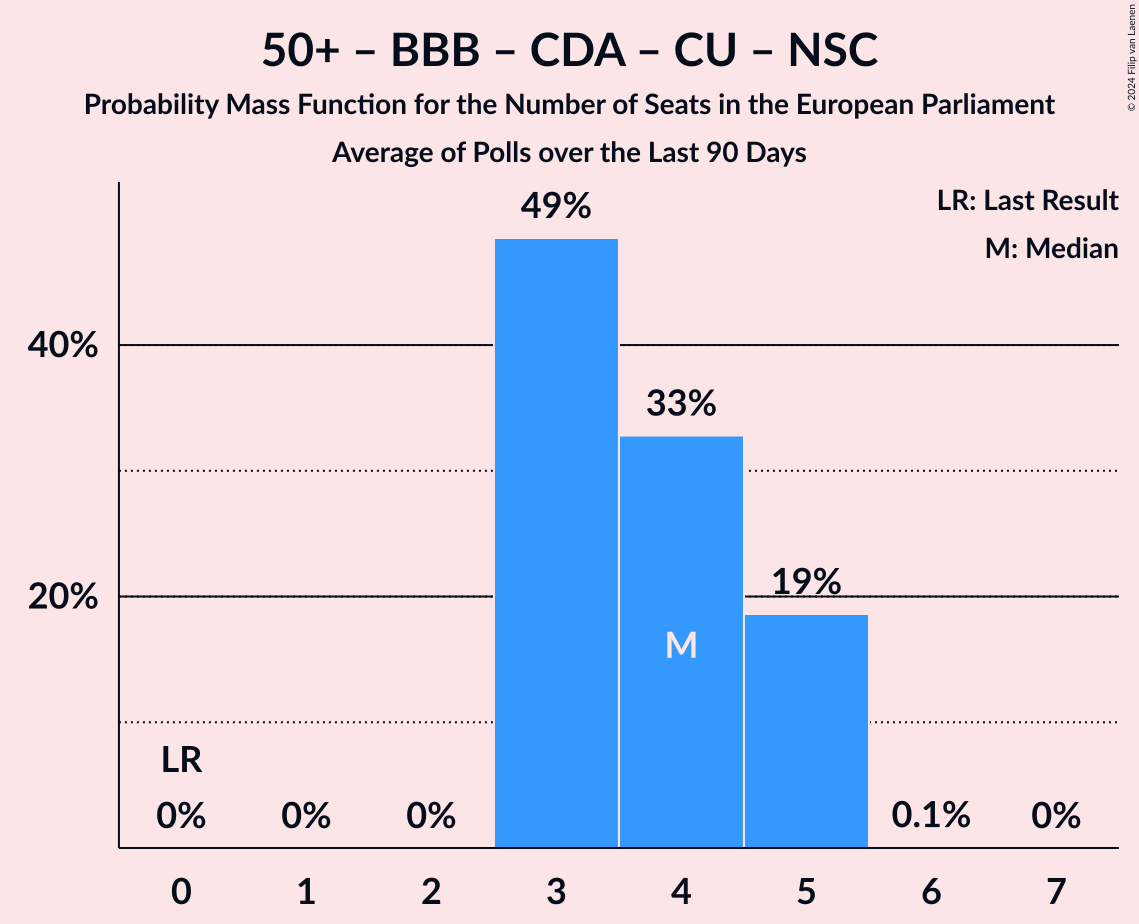 50+ – BBB – CDA – CU – NSC
Probability Mass Function for the Number of Seats in the European Parliament
Average of Polls over the Last 90 Days
© 2024 Filip van Laenen
LR: Last Result
M: Median
49%
40%
33%
20%
19%
M
LR
0% 0% 0% 0.1% 0%
0 1 2 3 4 5 6 7